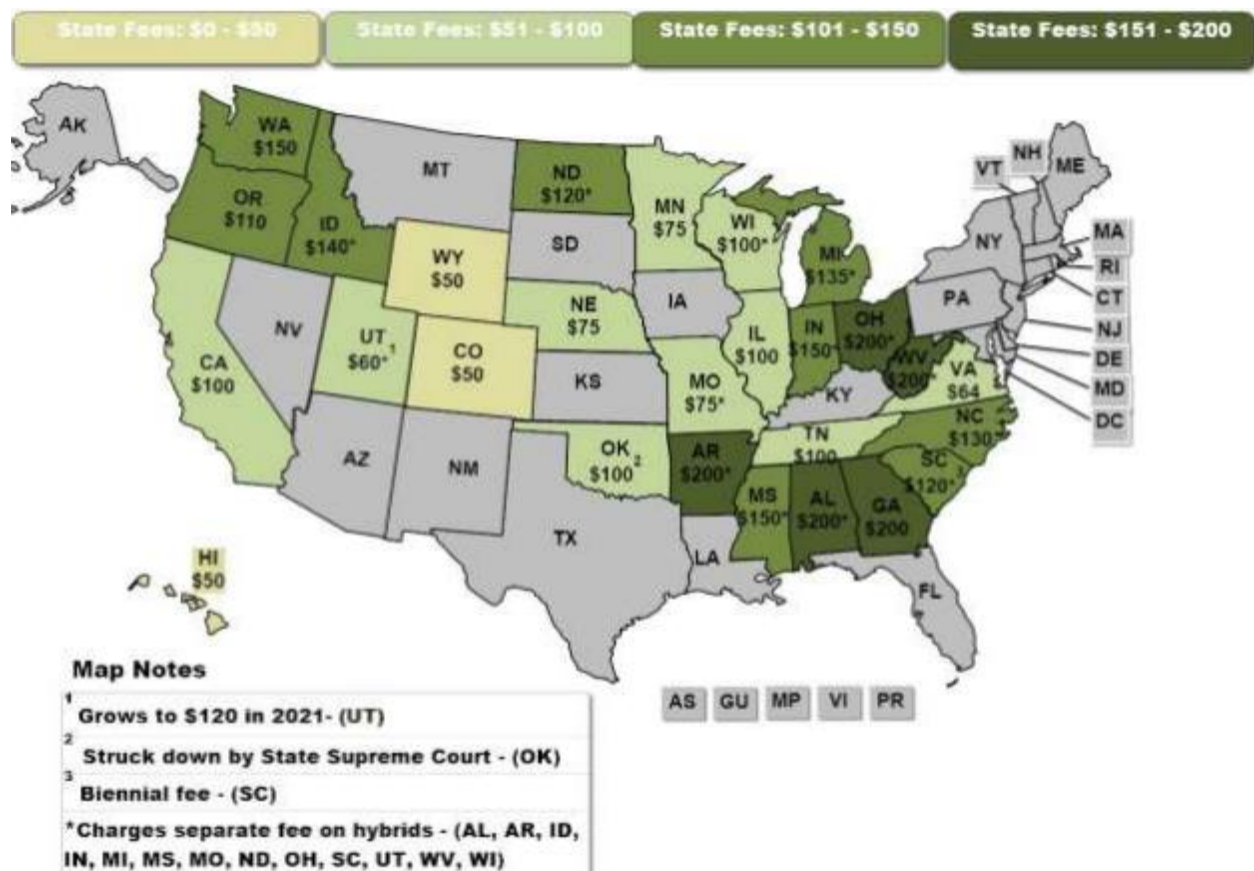 State Fees: $0 - $50
State Fees: $51 - $100
State Fees: $101 - $150
State Fees: $151 - $200
AK
WA
$150
OR
$110
ID
$140*
MT
ND
$120*
MN
$75
WI
$100*
MI
$135*
VT
NH
ME
NY
MA
RI
CT
NJ
DE
MD
DC
PA
SD
WY
$50
IA
NE
$75
NV
UT 1
$60*
CO
$50
CA
$100
KS
MO
$75*
IL
$100
IN
$150*
OH
$200*
WV
$200*
VA
$64
KY
NC
$130*
TN
$100
SC 3
$120*
AZ
NM
OK 2
$100
AR
$200*
MS
$150*
AL
$200*
GA
$200
TX
LA
FL
HI
$50
AS
GU
MP
VI
PR
Map Notes
1 Grows to $120 in 2021- (UT)
2 Struck down by State Supreme Court - (OK)
3 Biennial fee - (SC)
*Charges separate fee on hybrids - (AL, AR, ID,
IN, MI, MS, MO, ND, OH, SC, UT, WV, WI)